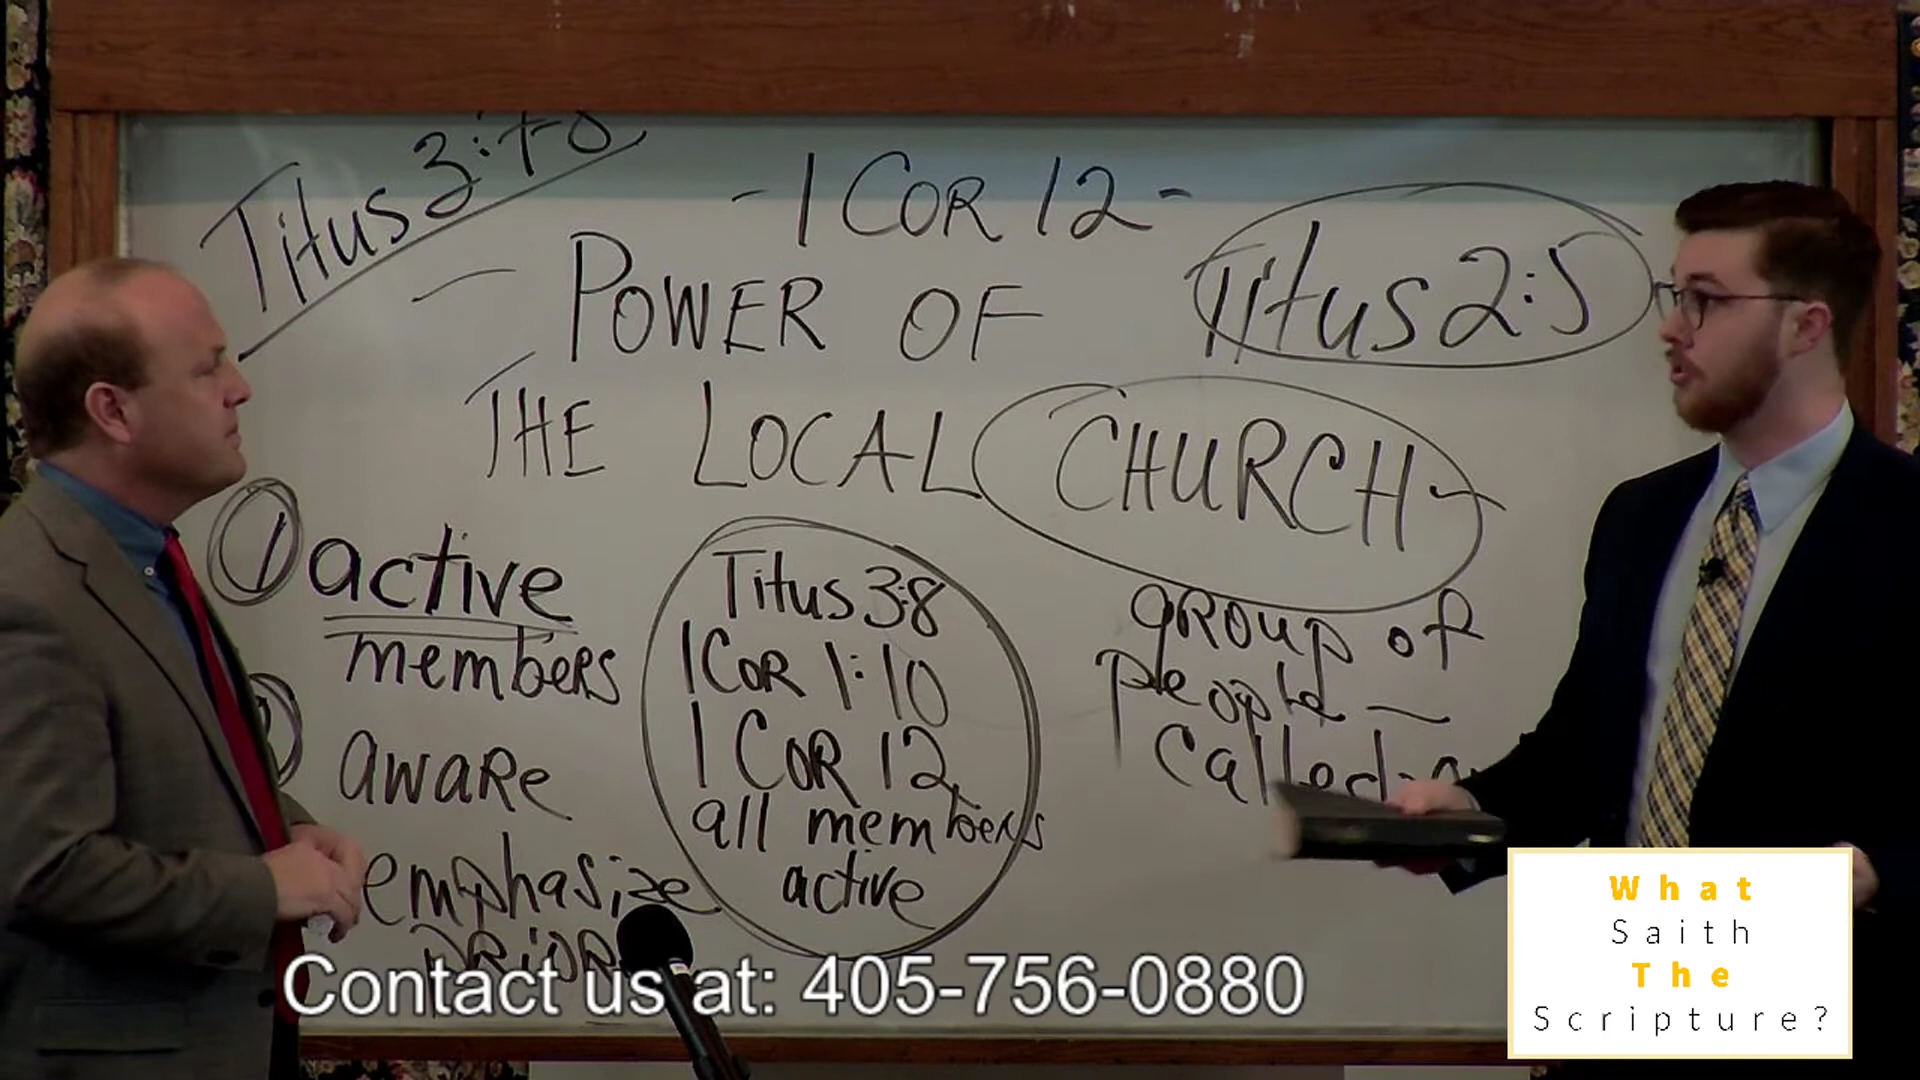 Titus 3:
- 1 COR 12 -
Titus 2:5
POWER OF
THE LOCAL CHURCH
1 active
members
aware
emphasize
Titus 3:8
1 COR 1:10
1 COR 12
all members
active
group of
people
Contact us at: 405-756-0880
What
Saith
The
Scripture?